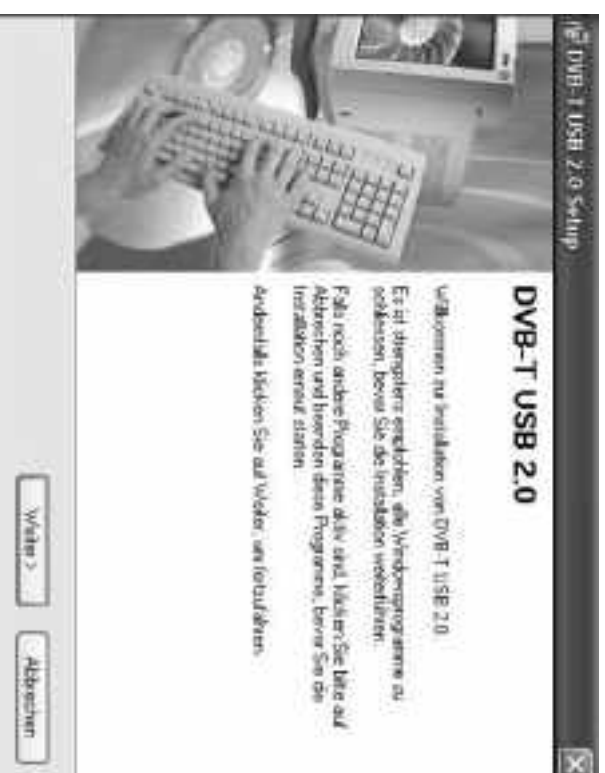 DVB-T USB 2.0 Setup
DVB-T USB 2.0
Willkommen zur Installation von DVB-T USB 2.0
Es ist strengstens empfohlen, alle Windowsprogramme zu
schliessen, bevor Sie die Installation weiterführen.
Falls noch andere Programme aktiv sind, klicken Sie bitte auf
Abbrechen und beenden diese Programme, bevor Sie die
Installation erneut starten.
Andernfalls klicken Sie auf Weiter, um fortzufahren.
Weiter >
Abbrechen